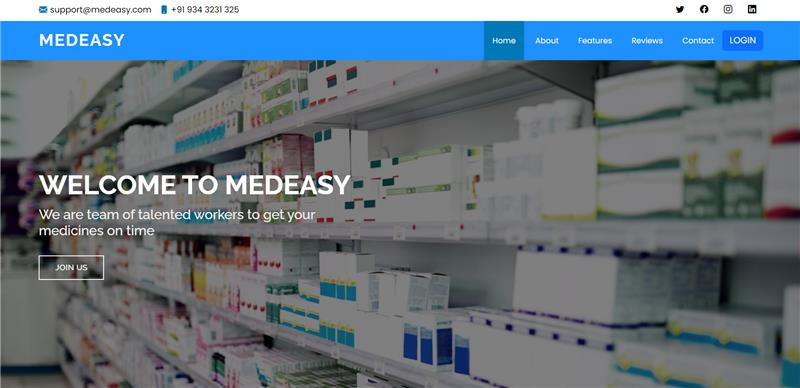 support@medeasy.com +91 934 3231 325
MEDEASY
Home About Features Reviews Contact LOGIN
WELCOME TO MEDEASY
We are team of talented workers to get your
medicines on time
JOIN US